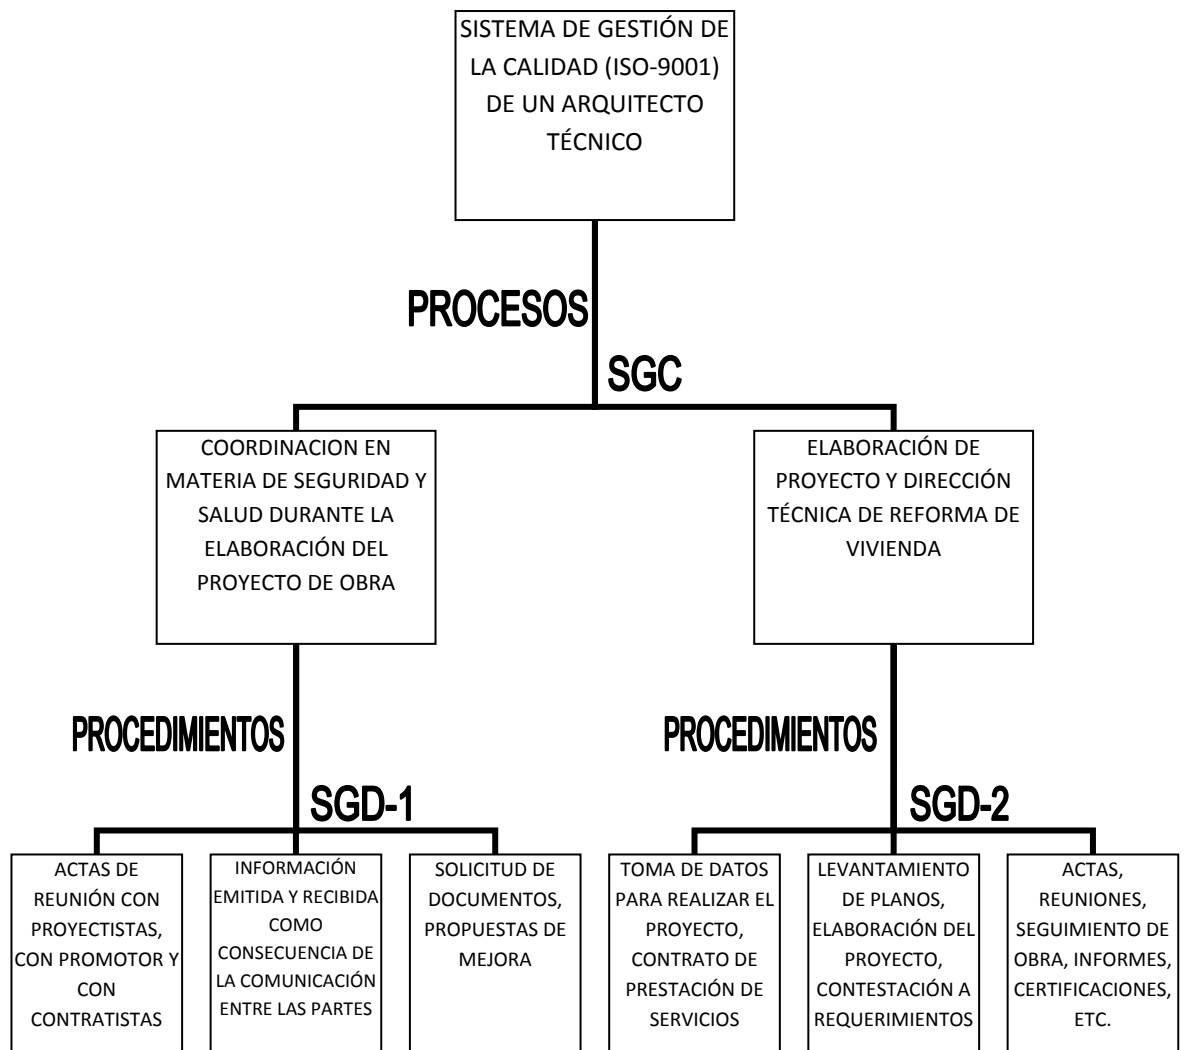 SISTEMA DE GESTIÓN DE
LA CALIDAD (ISO-9001)
DE UN ARQUITECTO
TÉCNICO
PROCESOS
SGC
COORDINACION EN
MATERIA DE SEGURIDAD Y
SALUD DURANTE LA
ELABORACIÓN DEL
PROYECTO DE OBRA
ELABORACIÓN DE
PROYECTO Y DIRECCIÓN
TÉCNICA DE REFORMA DE
VIVIENDA
PROCEDIMIENTOS
SGD-1
PROCEDIMIENTOS
SGD-2
ACTAS DE
REUNIÓN CON
PROYECTISTAS,
CON PROMOTOR Y
CON
CONTRATISTAS
INFORMACIÓN
EMITIDA Y RECIBIDA
COMO
CONSECUENCIA DE
LA COMUNICACIÓN
ENTRE LAS PARTES
SOLICITUD DE
DOCUMENTOS,
PROPUESTAS DE
MEJORA
TOMA DE DATOS
PARA REALIZAR EL
PROYECTO,
CONTRATO DE
PRESTACIÓN DE
SERVICIOS
LEVANTAMIENTO
DE PLANOS,
ELABORACIÓN DEL
PROYECTO,
CONTESTACIÓN A
REQUERIMIENTOS
ACTAS,
REUNIONES,
SEGUIMIENTO DE
OBRA, INFORMES,
CERTIFICACIONES,
ETC.